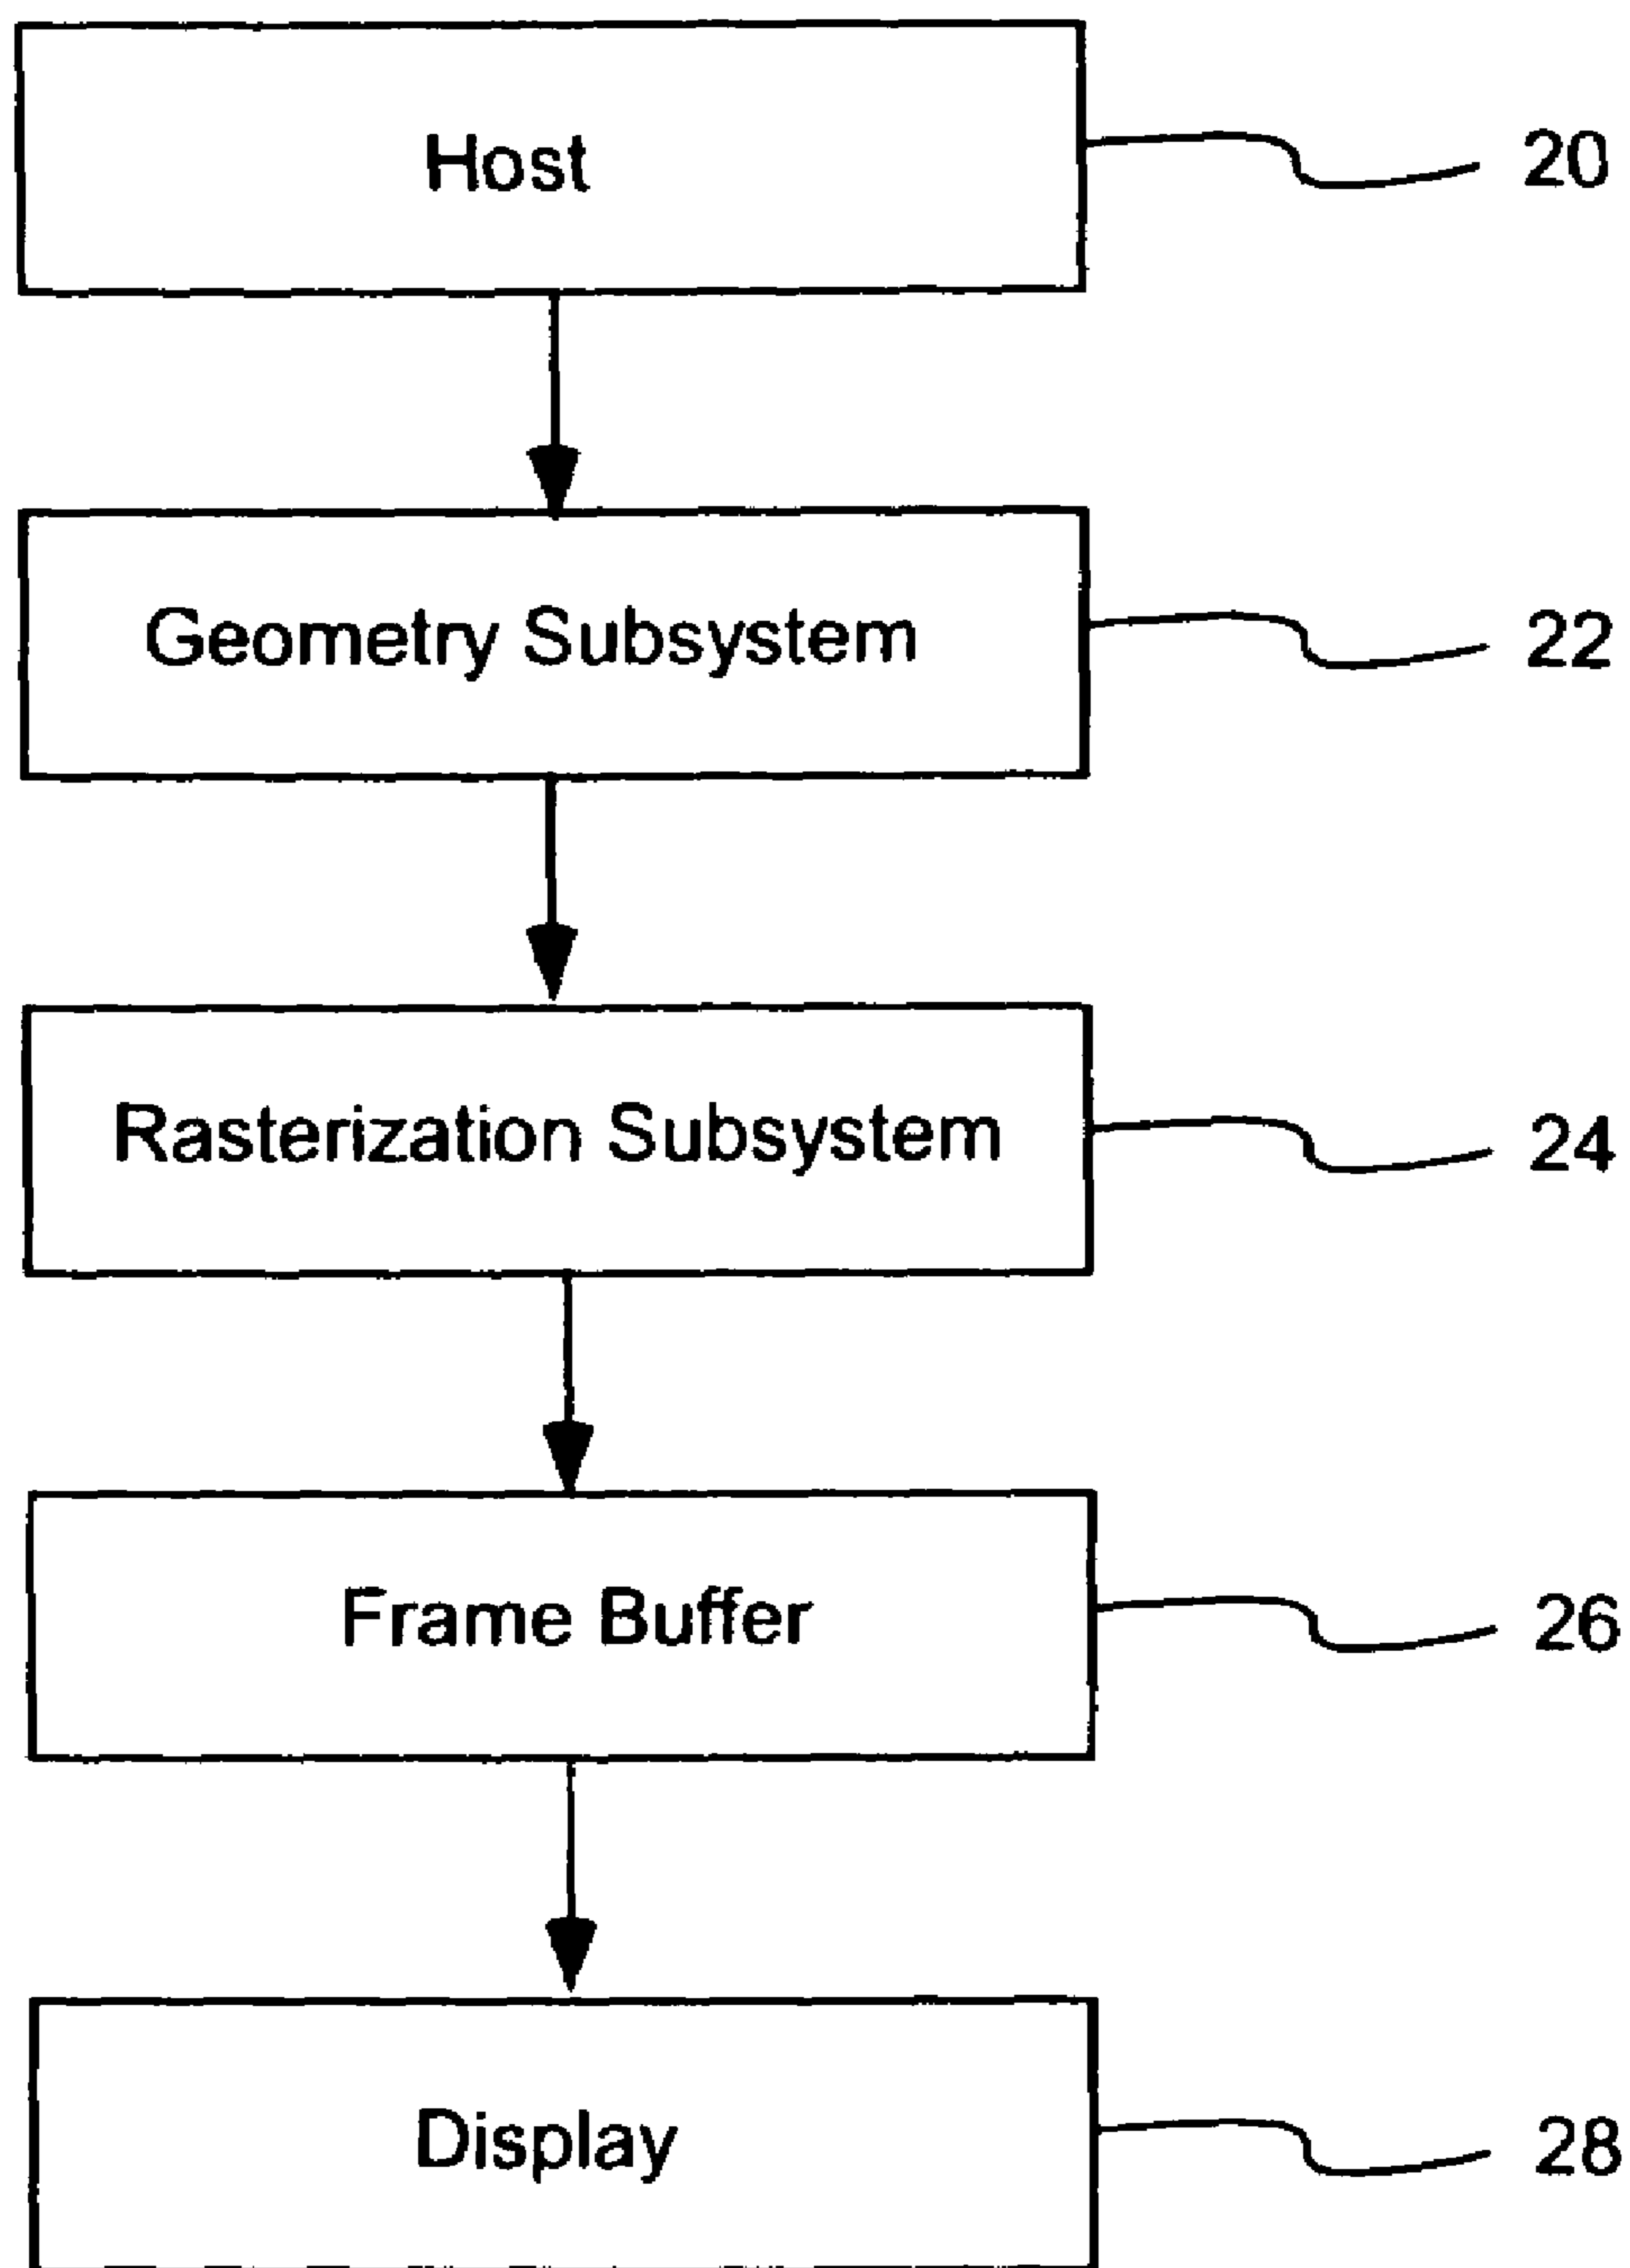 Host
20
Geometry Subsystem
22
Rasterization Subsystem
24
Frame Buffer
26
Display
28